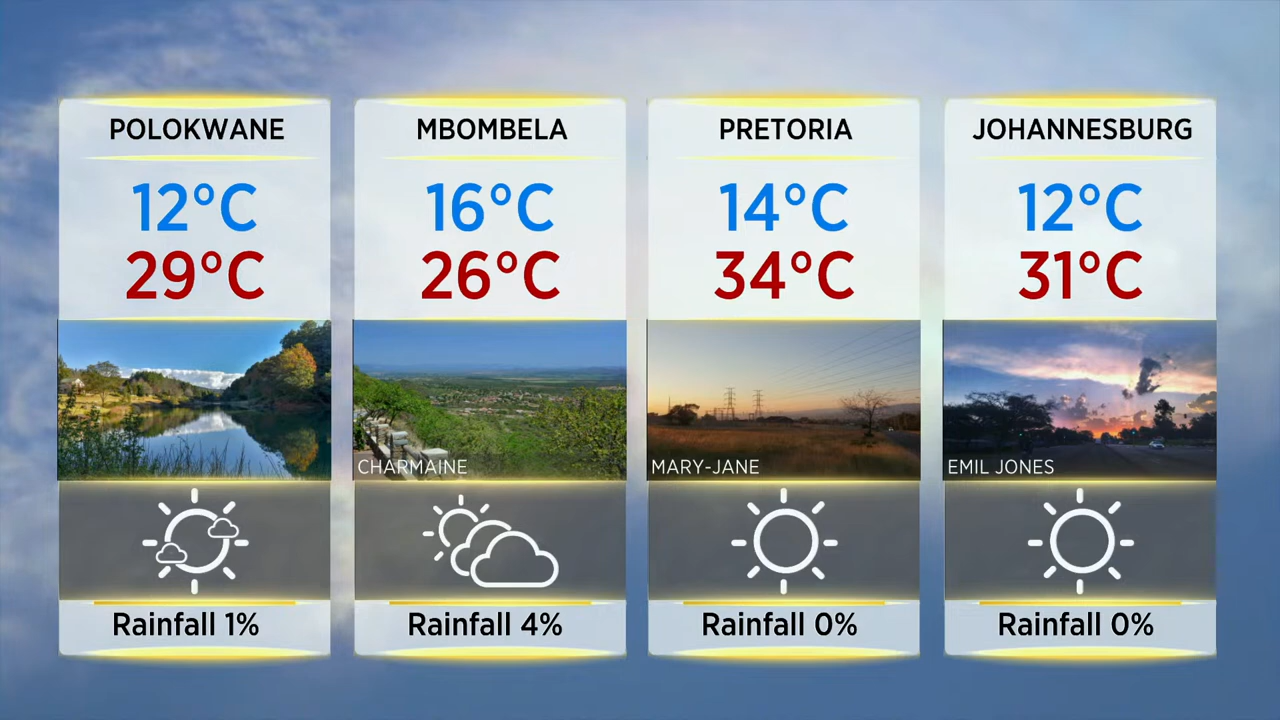 POLOKWANE
12°C
29°C
Rainfall 1%
MBOMBELA
16°C
26°C
CHARMAINE
Rainfall 4%
PRETORIA
14°C
34°C
MARY-JANE
Rainfall 0%
JOHANNESBURG
12°C
31°C
EMIL JONES
Rainfall 0%